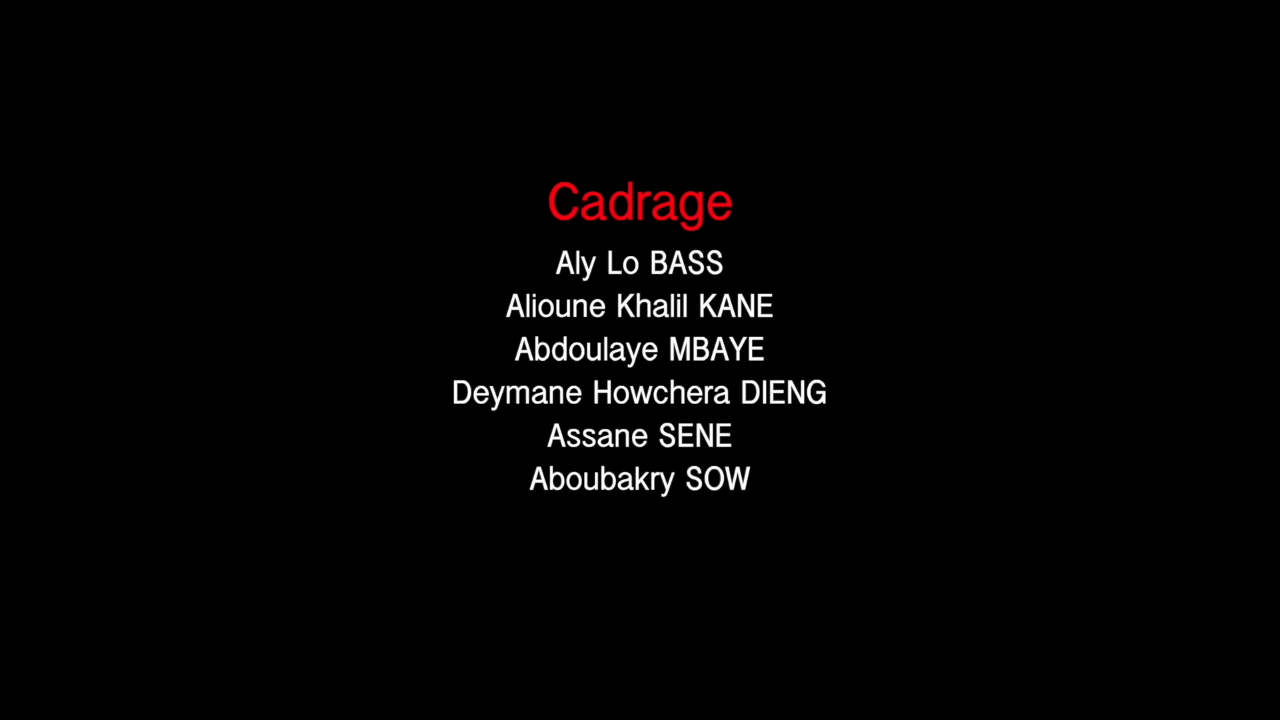 Cadrage
Aly Lo BASS
Alioune Khalil KANE
Abdoulaye MBAYE
Deymane Howchera DIENG
Assane SENE
Aboubakry SOW